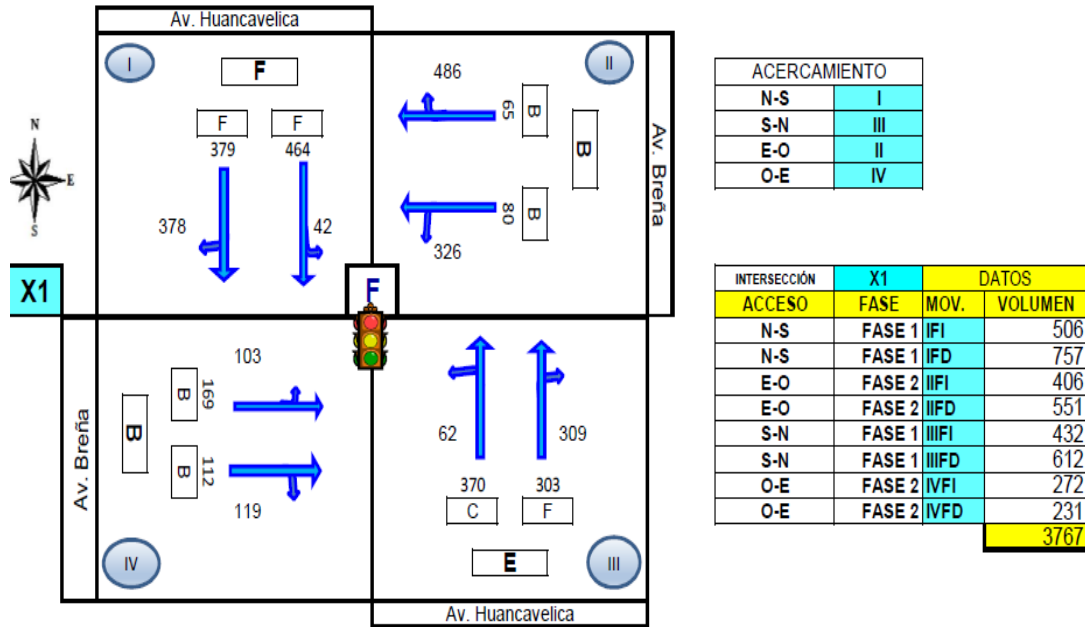 Av. Huancavelica
I
F
F
F
379
464
378
42
II
486
65
B
B
80
B
326
Av. Breña
N
E
S
X1
F
Av. Breña
103
169
B
B
112
B
119
IV
62
309
370
303
C
F
E
III
Av. Huancavelica
ACERCAMIENTO
N-S I
S-N III
E-O II
O-E IV
INTERSECCIÓN X1 DATOS
ACCESO FASE MOV. VOLUMEN
N-S FASE 1 IFI 506
N-S FASE 1 IFD 757
E-O FASE 2 IIFI 406
E-O FASE 2 IIFD 551
S-N FASE 1 IIIFI 432
S-N FASE 1 IIIFD 612
O-E FASE 2 IVFI 272
O-E FASE 2 IVFD 231
3767